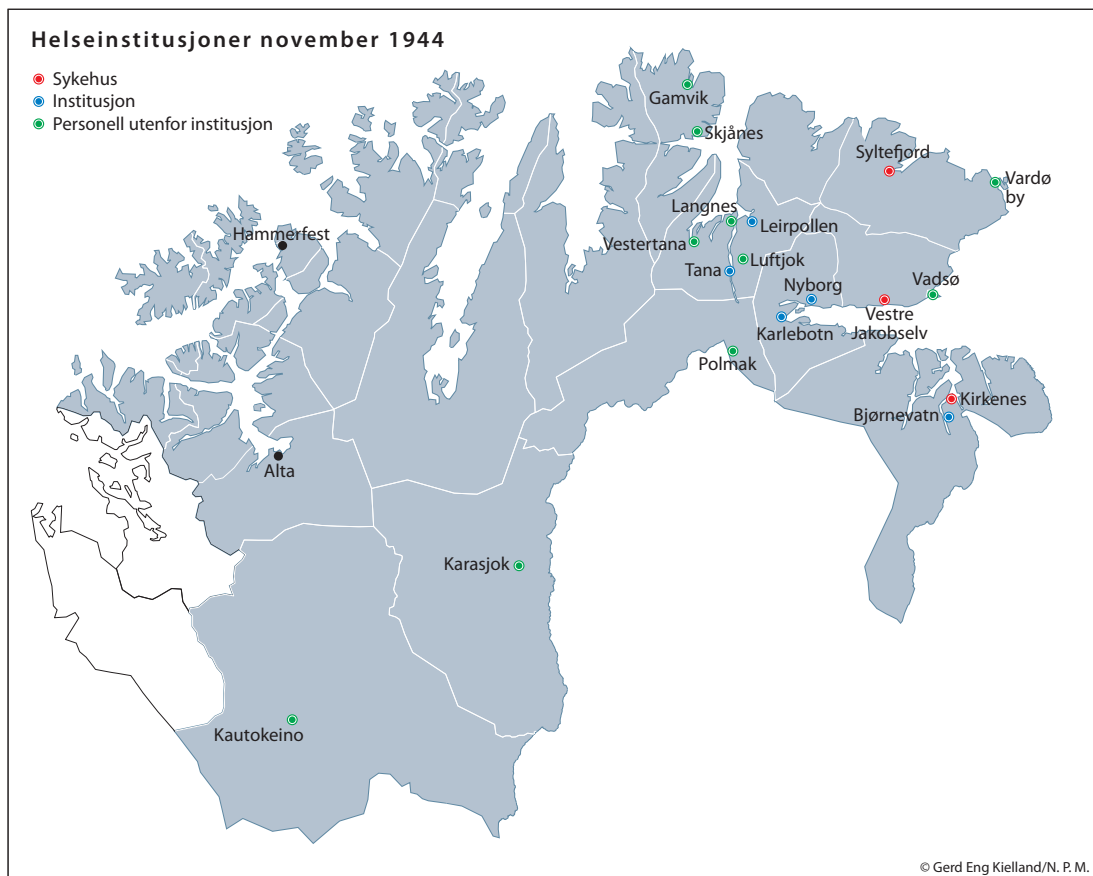 Helseinstitusjoner november 1944
Sykehus
Institusjon
Personell utenfor institusjon
Gamvik
Skjånes
Syltefjord
Vardø
by
Langnes
Leirpollen
Hammerfest
Vestertana
Luftjok
Tana
Nyborg
Vadsø
Vestre
Jakobselv
Karlebotn
Polmak
Kirkenes
Bjørnevatn
Alta
Karasjok
Kautokeino
© Gerd Eng Kielland/N. P. M.